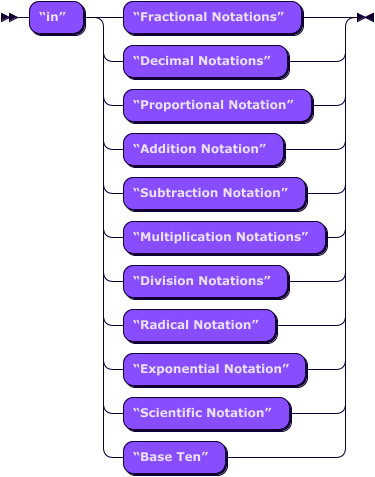 “in”
“Fractional Notations”
“Decimal Notations”
“Proportional Notation”
“Addition Notation”
“Subtraction Notation”
“Multiplication Notations”
“Division Notations”
“Radical Notation”
“Exponential Notation”
“Scientific Notation”
“Base Ten”